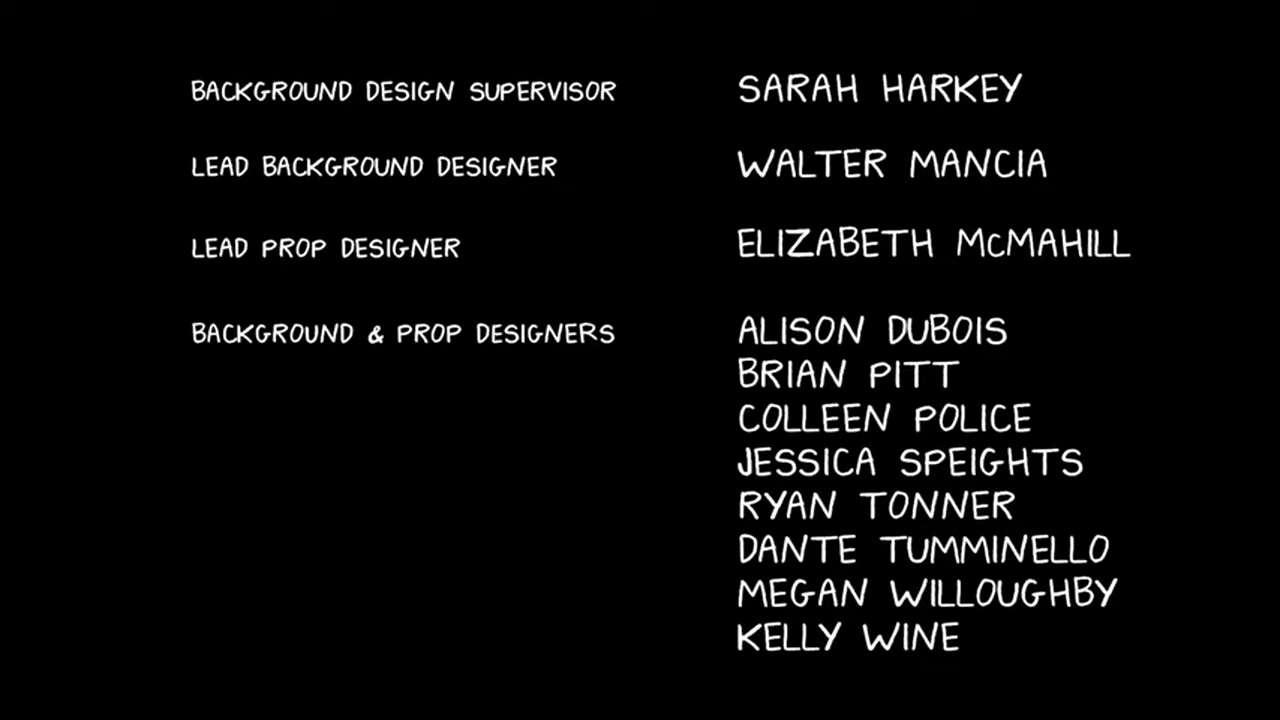 BACKGROUND DESIGN SUPERVISOR SARAH HARKEY
LEAD BACKGROUND DESIGNER WALTER MANCIA
LEAD PROP DESIGNER ELIZABETH McMAHILL
BACKGROUND & PROP DESIGNERS ALISON DUBOIS
BRIAN PITT
COLLEEN POLICE
JESSICA SPEIGHTS
RYAN TONNER
DANTE TUMMINELLO
MEGAN WILLOUGHBY
KELLY WINE